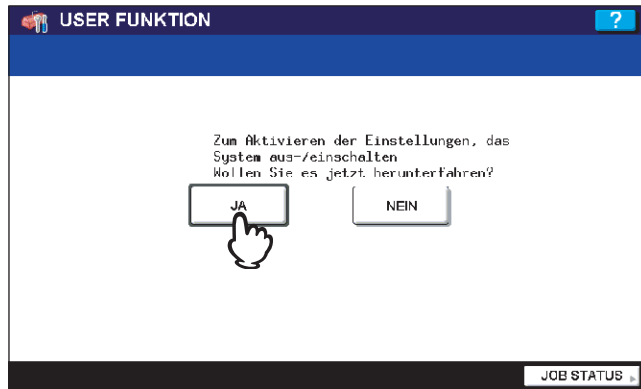 USER FUNKTION
?
Zum Aktivieren der Einstellungen, das
System aus-/einschalten
Wollen Sie es jetzt herunterfahren?
JA
NEIN
JOB STATUS